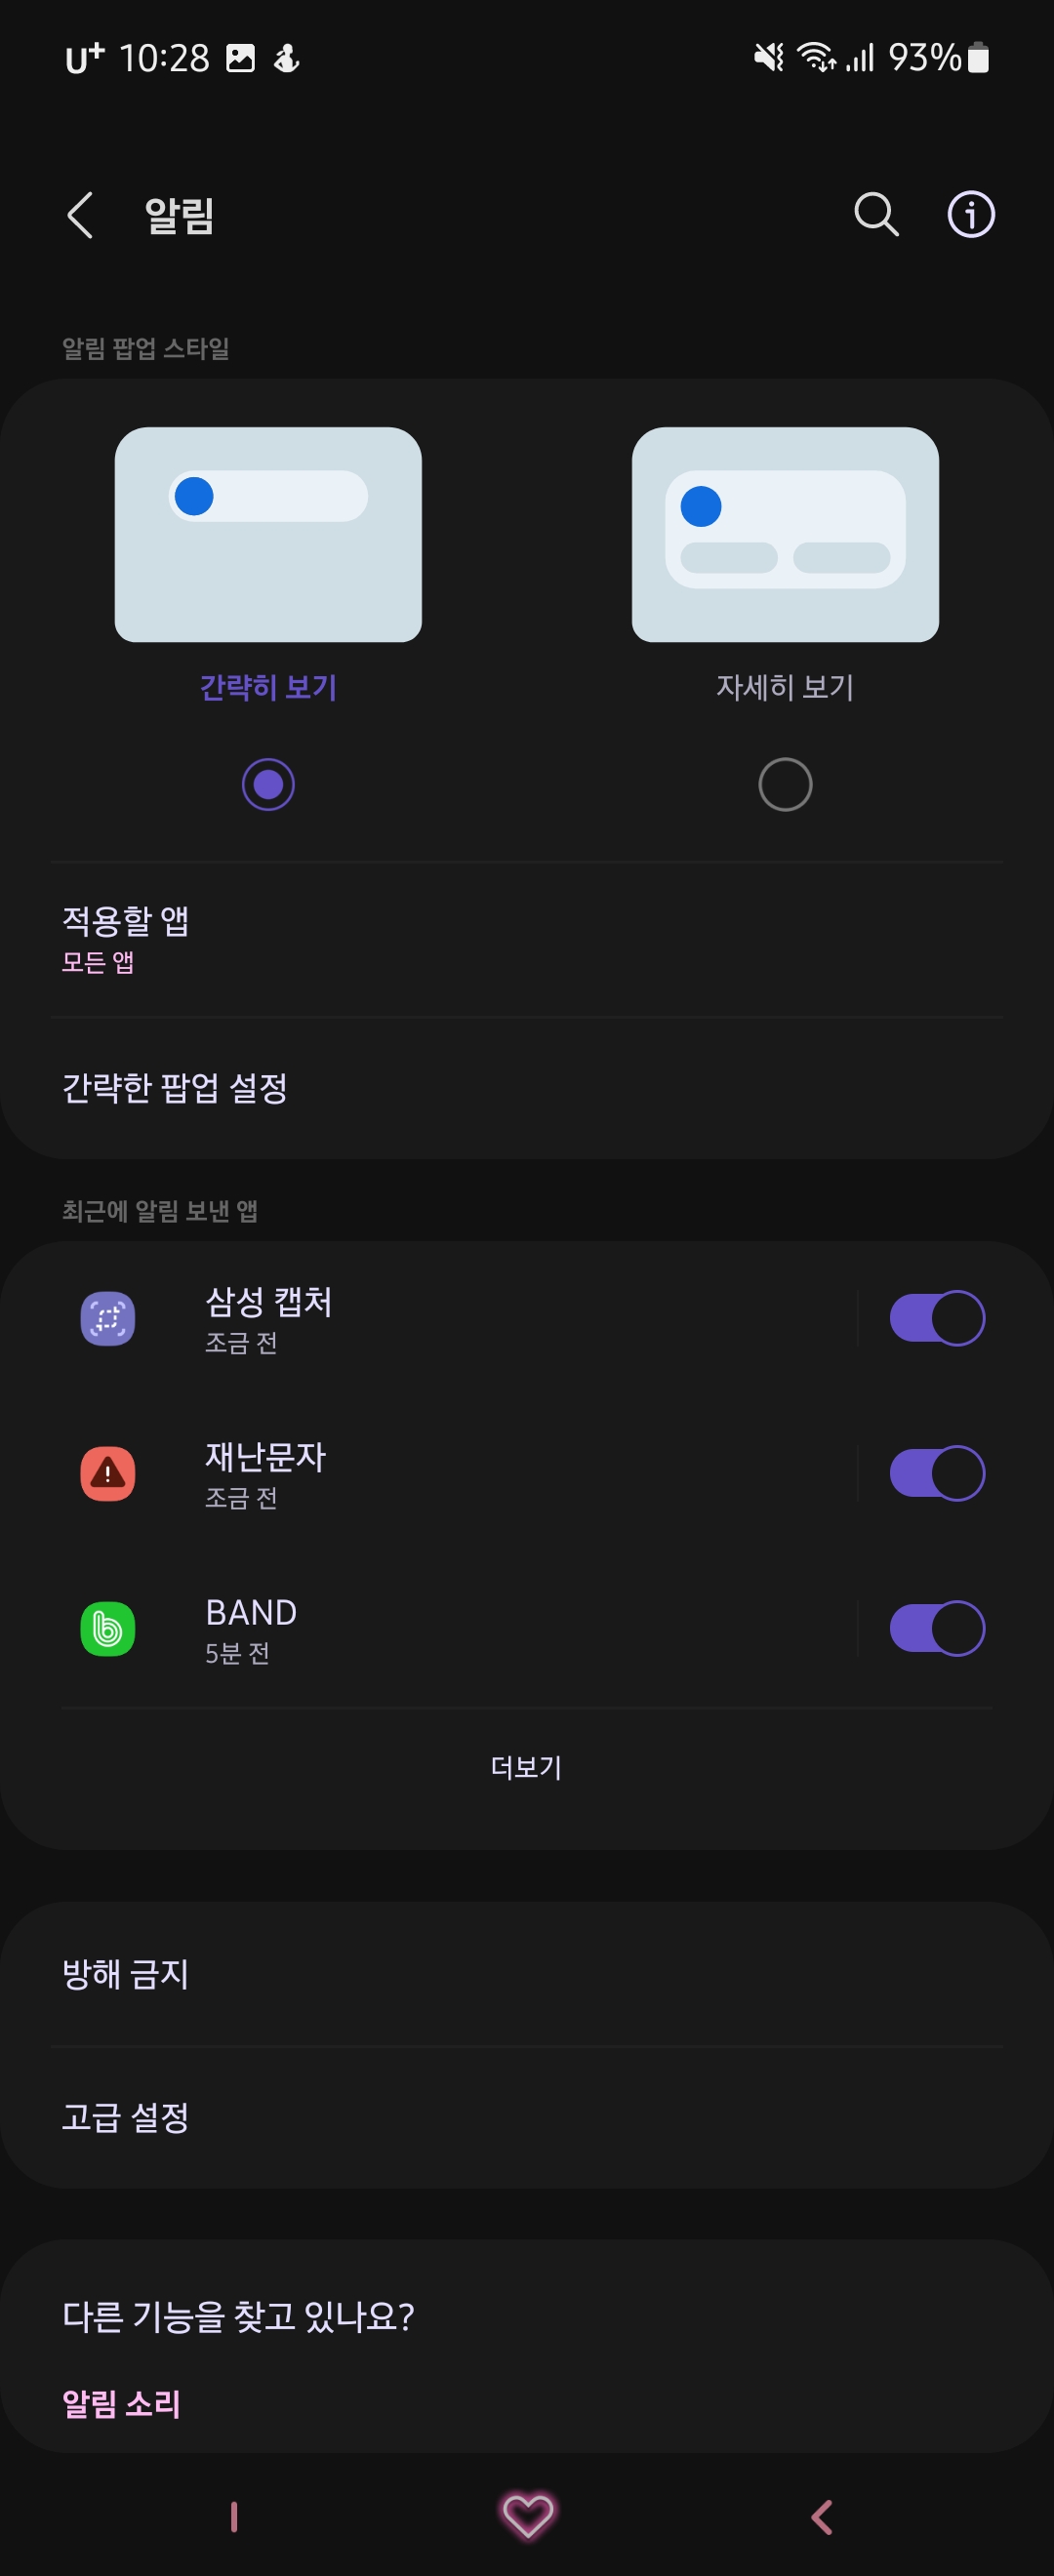 U+ 10:28 93%
알림
알림 팝업 스타일
간략히 보기 자세히 보기
적용할 앱
모든 앱
간략한 팝업 설정
최근에 알림 보낸 앱
삼성 캡처
조금 전
재난문자
조금 전
BAND
5분 전
더보기
방해 금지
고급 설정
다른 기능을 찾고 있나요?
알림 소리